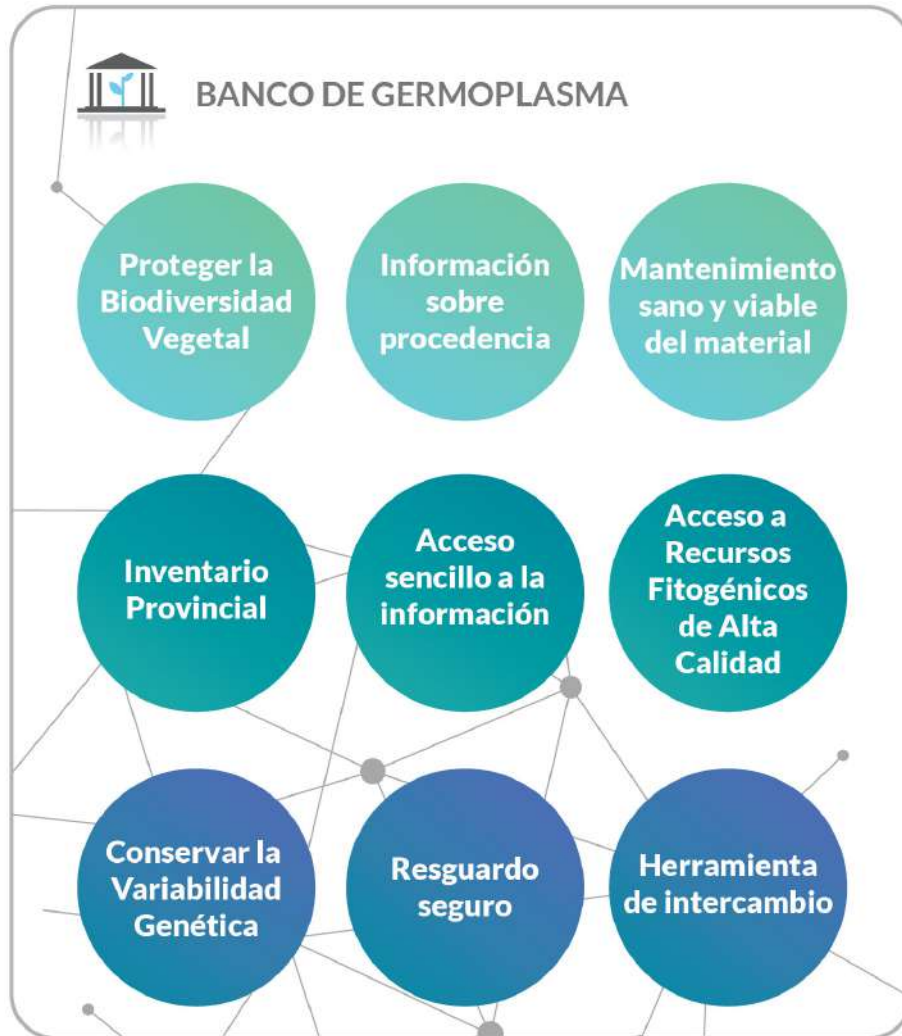 BANCO DE GERMOPLASMA
Proteger la
Biodiversidad
Vegetal
Información
sobre
procedencia
Mantenimiento
sano y viable
del material
Inventario
Provincial
Acceso
sencillo a la
información
Acceso a
Recursos
Fitogénicos
de Alta
Calidad
Conservar la
Variabilidad
Genética
Resguardo
seguro
Herramienta
de intercambio